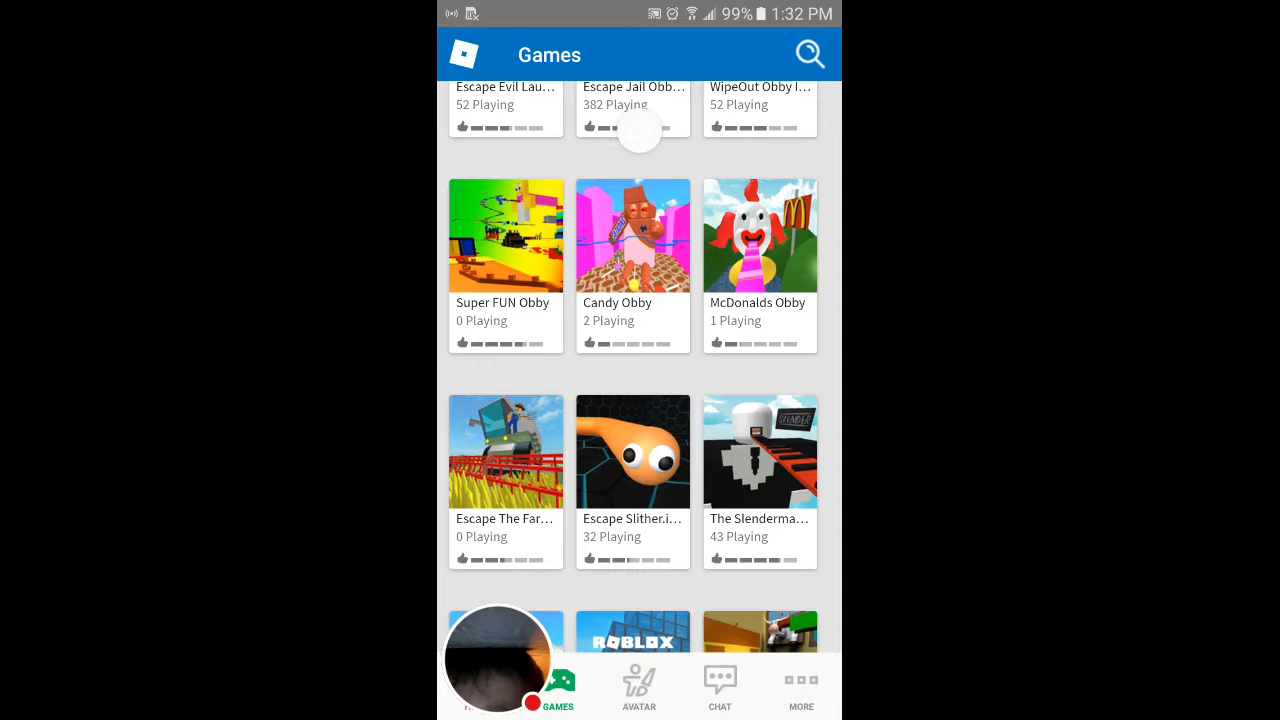 99% 1:32 PM
Games
Escape Evil Lau... Escape Jail Obb... WipeOut Obby I...
52 Playing 382 Playing 52 Playing
Super FUN Obby Candy Obby McDonalds Obby
0 Playing 2 Playing 1 Playing
SLENDER
Escape The Far... Escape Slither.i... The Slenderma...
0 Playing 32 Playing 43 Playing
ROBLOX
GAMES AVATAR CHAT MORE